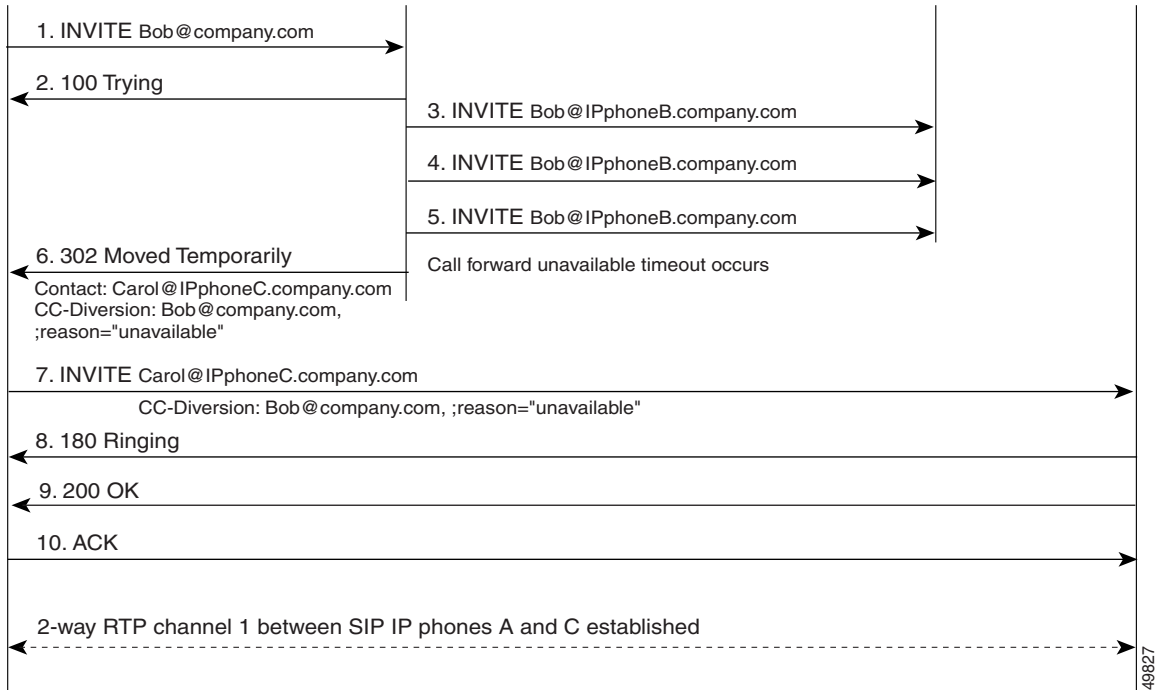 1. INVITE Bob@company.com
2. 100 Trying
3. INVITE Bob@IPphoneB.company.com
4. INVITE Bob@IPphoneB.company.com
5. INVITE Bob@IPphoneB.company.com
6. 302 Moved Temporarily
Call forward unavailable timeout occurs
Contact: Carol@IPphoneC.company.com
CC-Diversion: Bob@company.com,
;reason="unavailable"
7. INVITE Carol@IPphoneC.company.com
CC-Diversion: Bob@company.com, ;reason="unavailable"
8. 180 Ringing
9. 200 OK
10. ACK
2-way RTP channel 1 between SIP IP phones A and C established
49827